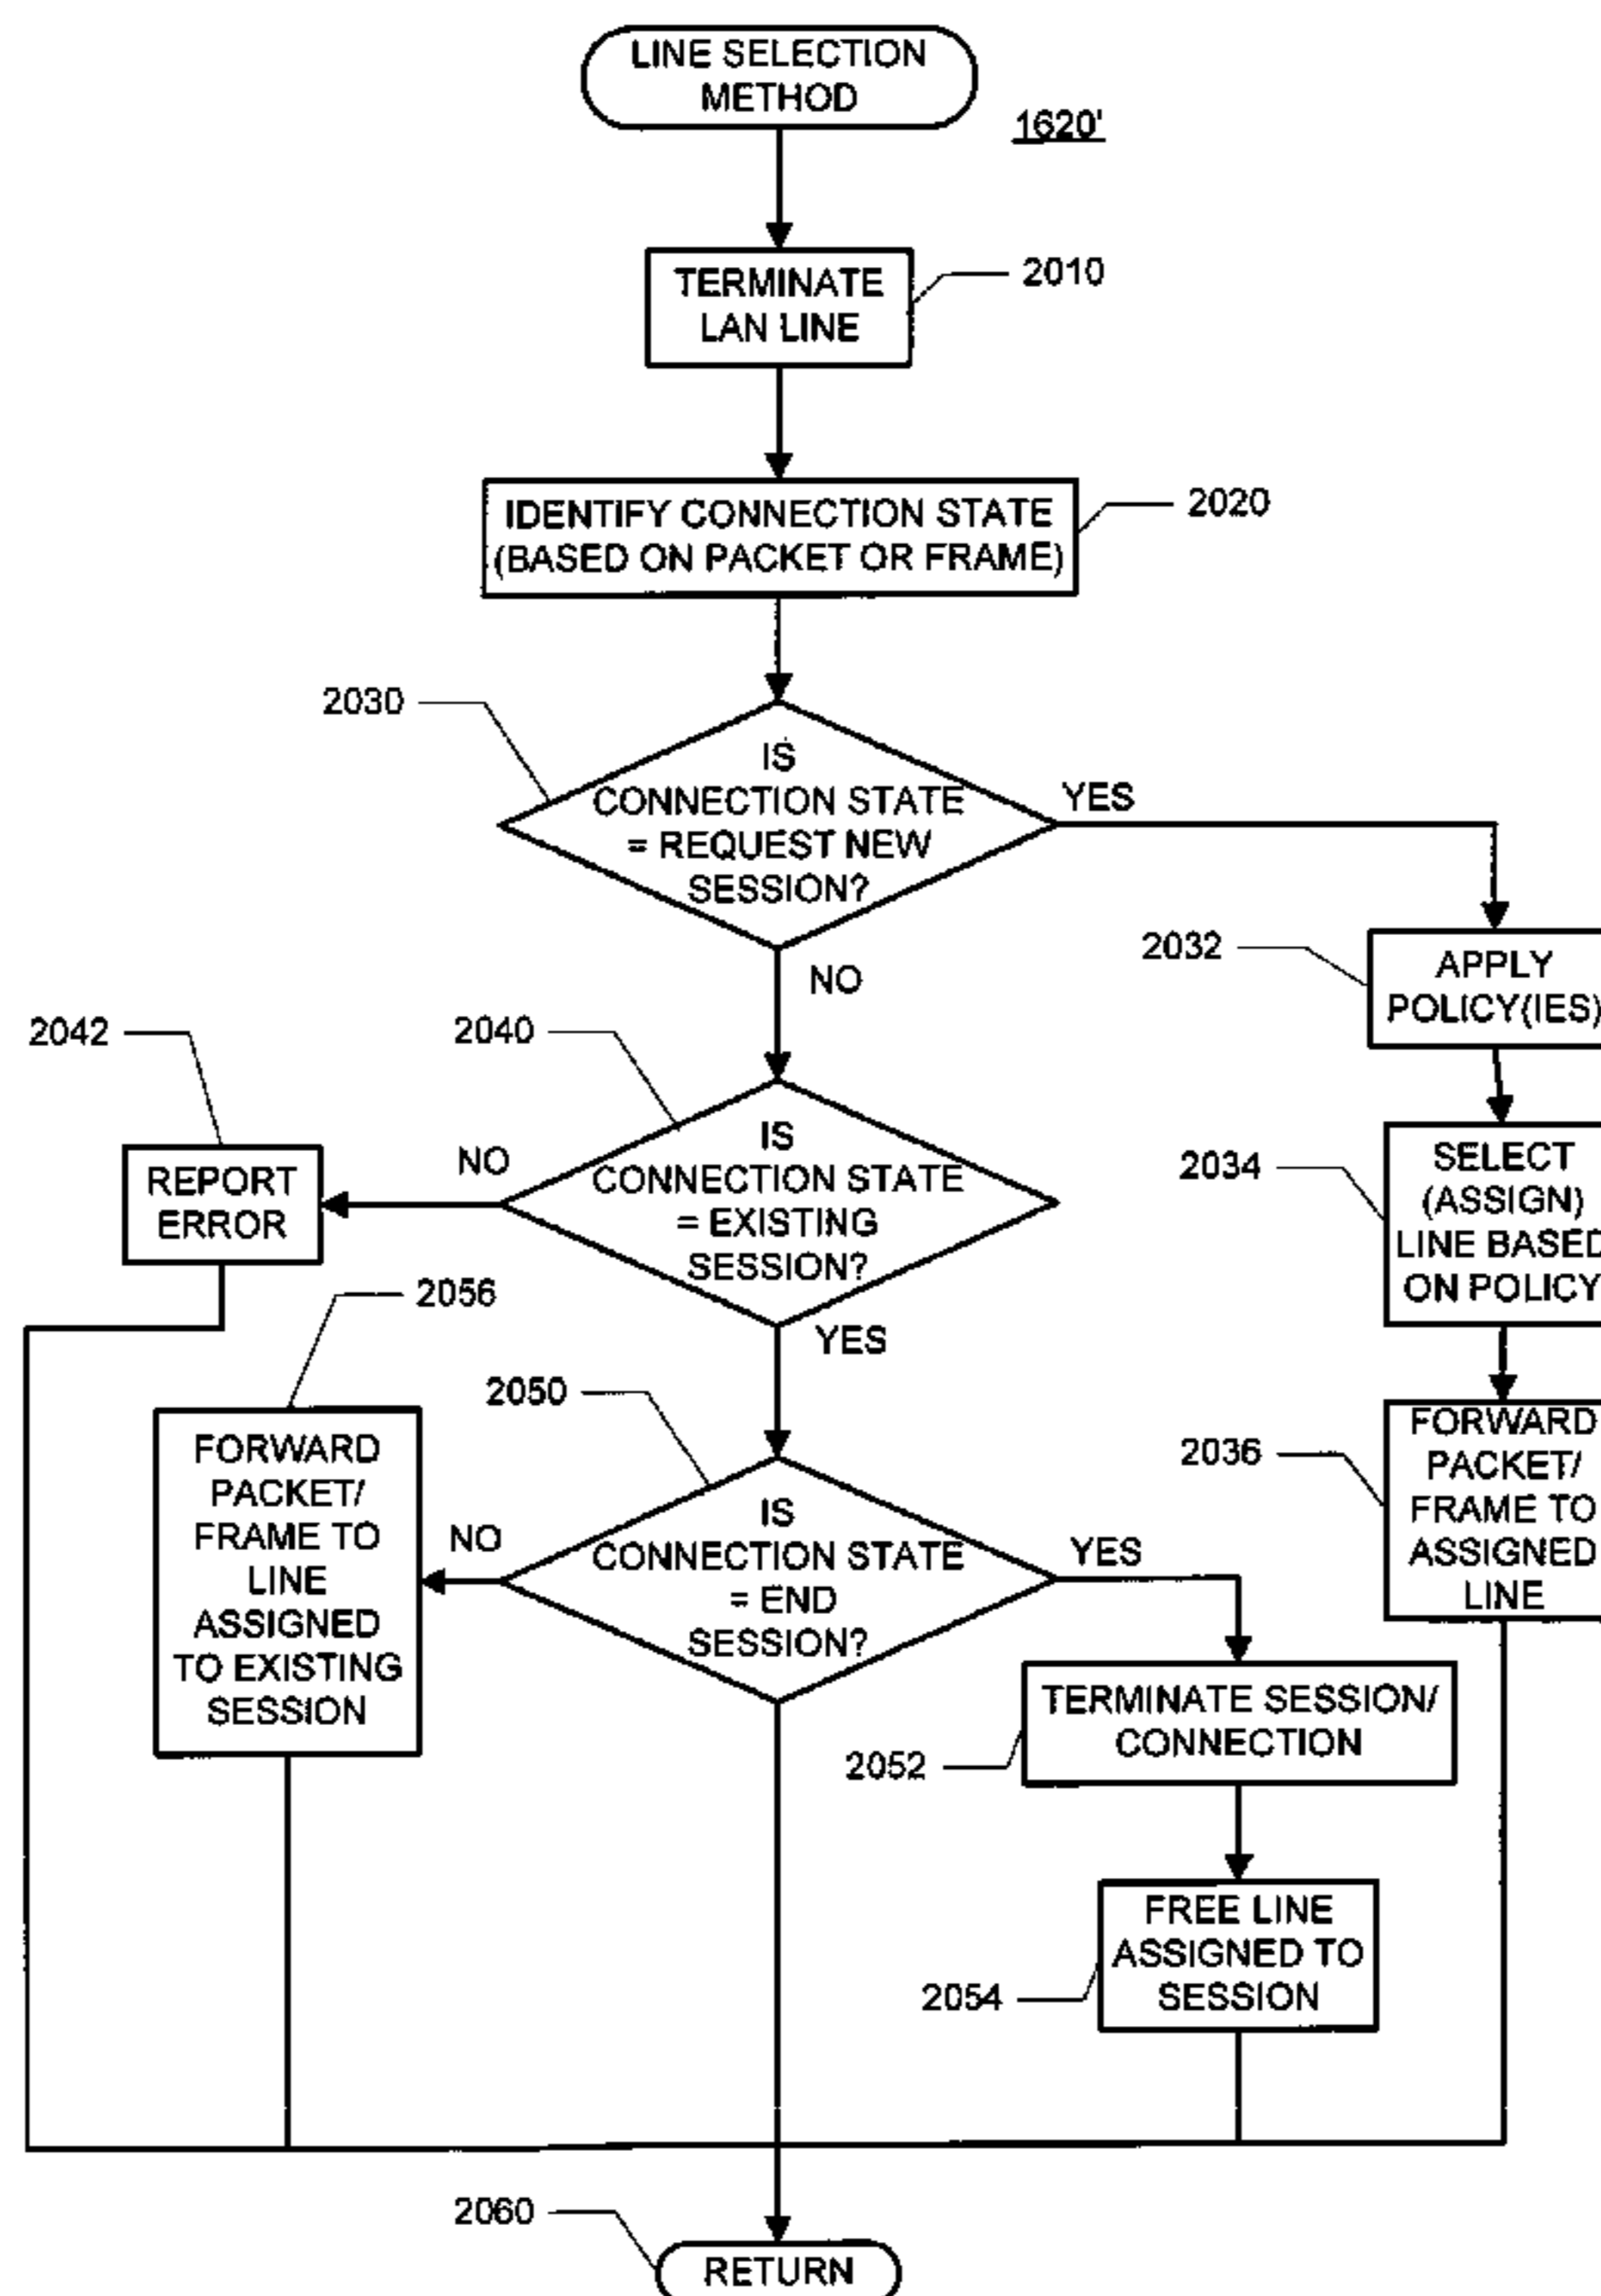 LINE SELECTION
METHOD
1620'
TERMINATE
LAN LINE
2010
IDENTIFY CONNECTION STATE
(BASED ON PACKET OR FRAME)
2020
2030
IS
CONNECTION STATE
= REQUEST NEW
SESSION?
YES
NO
2032
APPLY
POLICY(IES)
2042
2040
REPORT
ERROR
NO
IS
CONNECTION STATE
= EXISTING
SESSION?
YES
2034
SELECT
(ASSIGN)
LINE BASED
ON POLICY
2056
2050
FORWARD
PACKET/
FRAME TO
LINE
ASSIGNED
TO EXISTING
SESSION
NO
IS
CONNECTION STATE
= END
SESSION?
YES
2036
FORWARD
PACKET/
FRAME TO
ASSIGNED
LINE
TERMINATE SESSION/
CONNECTION
2052
FREE LINE
ASSIGNED TO
SESSION
2054
2060
RETURN